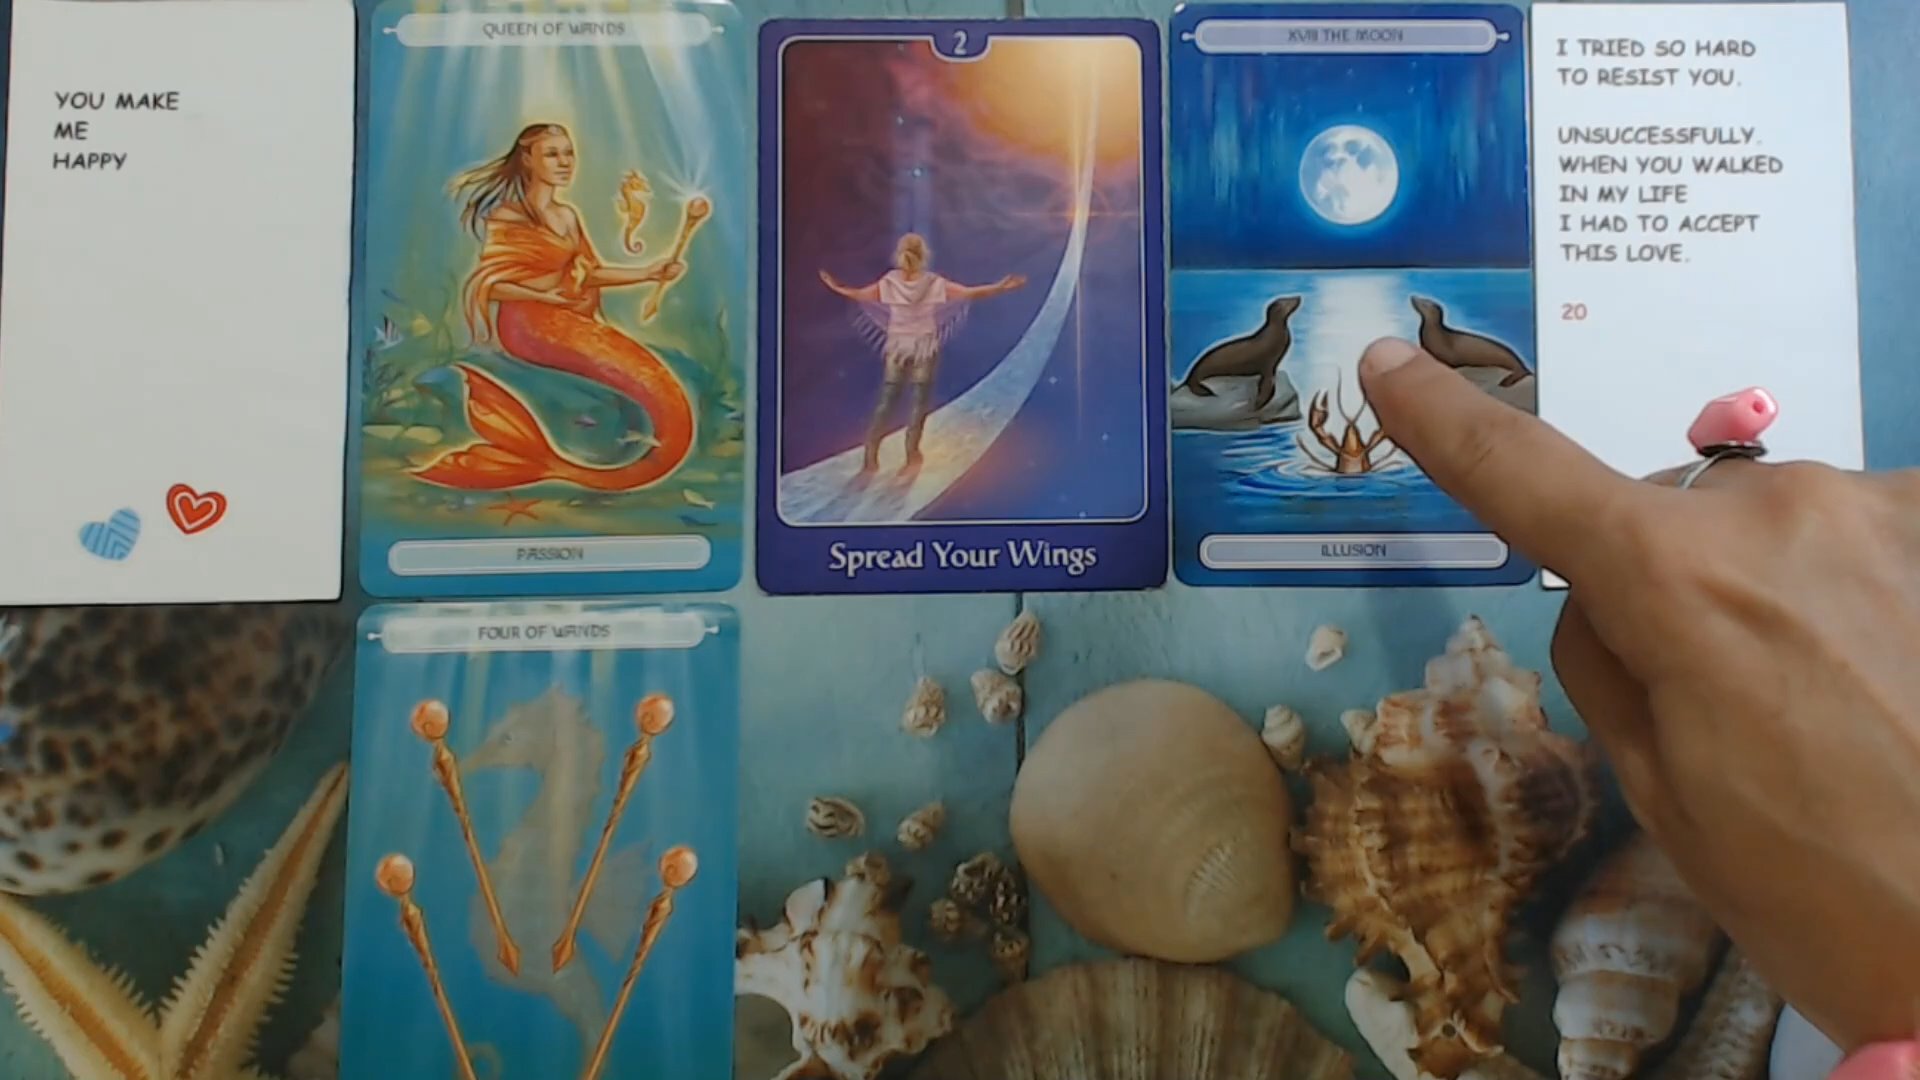 YOU MAKE
ME
HAPPY
QUEEN OF WANDS
PASSION
2
Spread Your Wings
XVIII THE MOON
ILLUSION
I TRIED SO HARD
TO RESIST YOU.
UNSUCCESSFULLY.
WHEN YOU WALKED
IN MY LIFE
I HAD TO ACCEPT
THIS LOVE.
20
FOUR OF WANDS